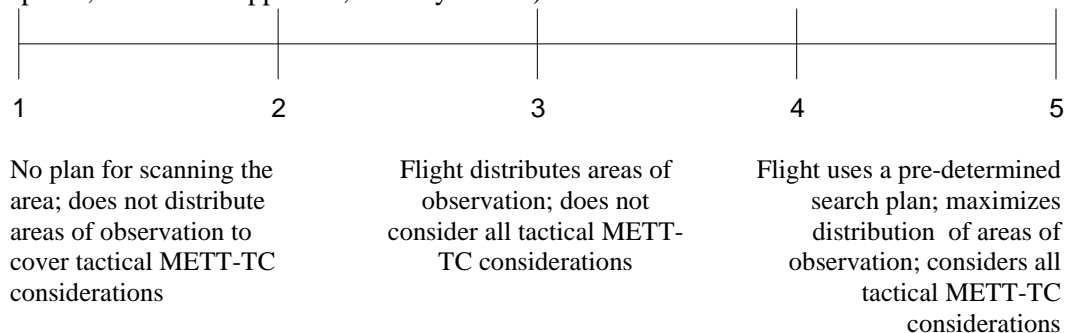 1 2 3 4 5
No plan for scanning the
area; does not distribute
areas of observation to
cover tactical METT-TC
considerations
Flight distributes areas of
observation; does not
consider all tactical METT-
TC considerations
Flight uses a pre-determined
search plan; maximizes
distribution of areas of
observation; considers all
tactical METT-TC
considerations